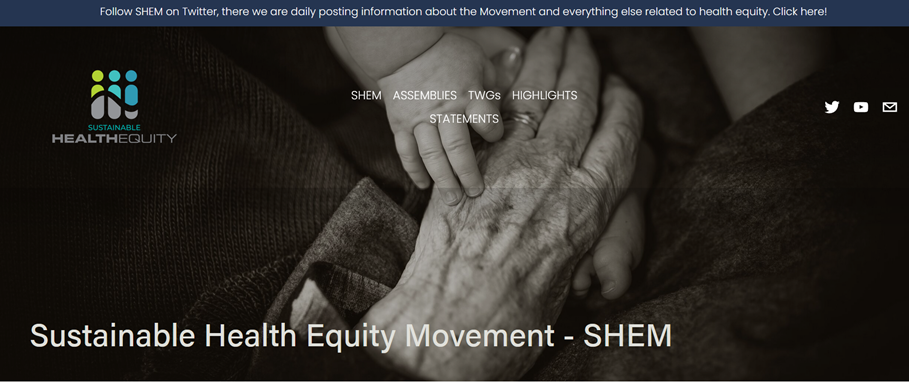 Follow SHEM on Twitter, there we are daily posting information about the Movement and everything else related to health equity. Click here!
SHEM ASSEMBLIES TWGs HIGHLIGHTS
STATEMENTS
SUSTAINABLE
HEALTHEQUITY
Sustainable Health Equity Movement - SHEM